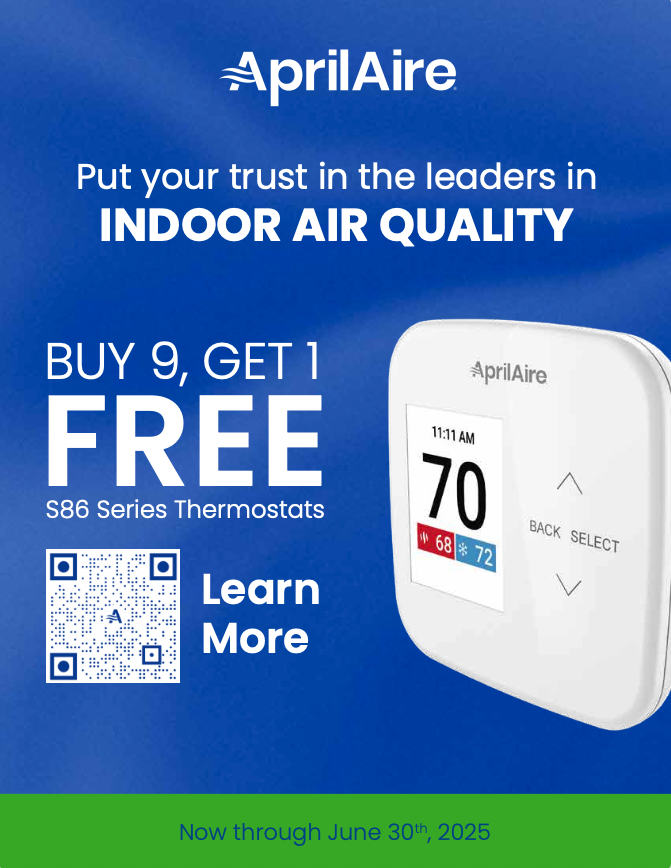 AprilAire
Put your trust in the leaders in
INDOOR AIR QUALITY
BUY 9, GET 1
FREE
S86 Series Thermostats
Learn
More
AprilAire
11:11 AM
70
68 72
BACK SELECT
Now through June 30th, 2025